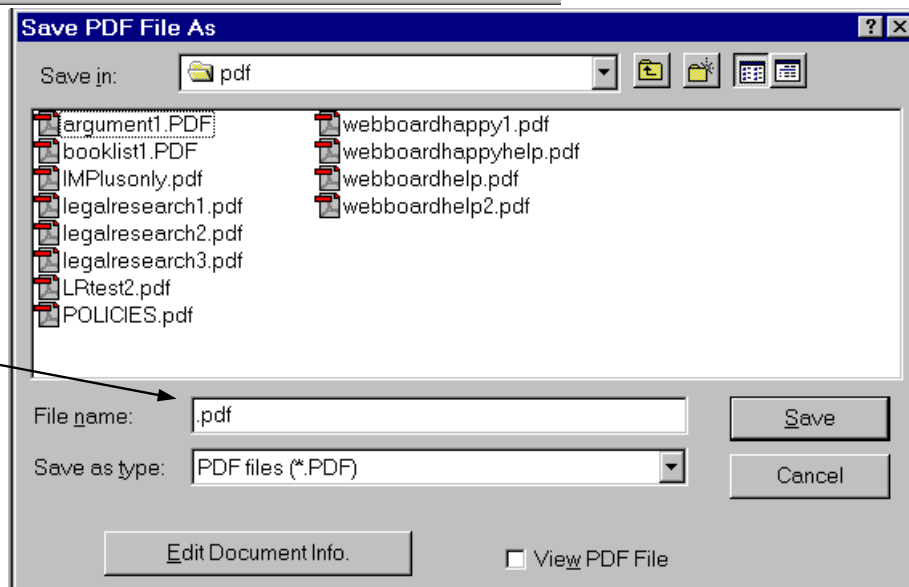 Save PDF File As
Save in: pdf
argument1.PDF
booklist1.PDF
IMPlusonly.pdf
legalresearch1.pdf
legalresearch2.pdf
legalresearch3.pdf
LRtest2.pdf
POLICIES.pdf
webboardhappy1.pdf
webboardhappyhelp.pdf
webboardhelp.pdf
webboardhelp2.pdf
File name: .pdf
Save
Save as type: PDF files (*.PDF)
Cancel
Edit Document Info.
View PDF File